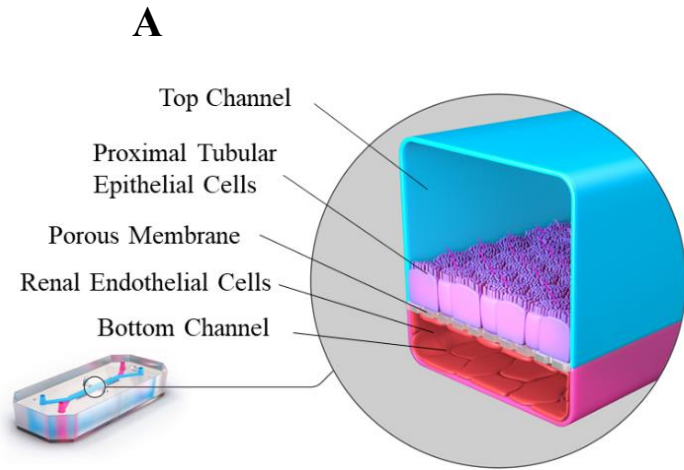 A
Top Channel
Proximal Tubular
Epithelial Cells
Porous Membrane
Renal Endothelial Cells
Bottom Channel